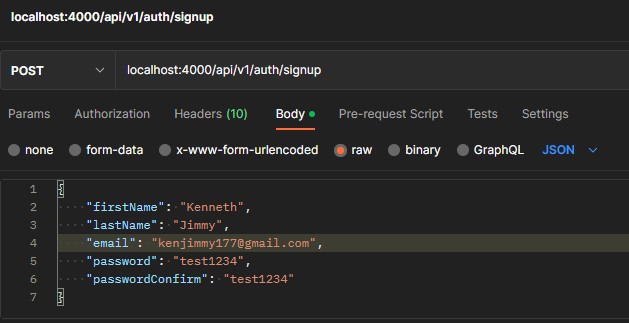 localhost:4000/api/v1/auth/signup
POST localhost:4000/api/v1/auth/signup
Params Authorization Headers (10) Body Pre-request Script Tests Settings
none form-data x-www-form-urlencoded raw binary GraphQL JSON
1 {
2 "firstName": "Kenneth",
3 "lastName": "Jimmy",
4 "email": "kenjimmy177@gmail.com",
5 "password": "test1234",
6 "passwordConfirm": "test1234"
7 }